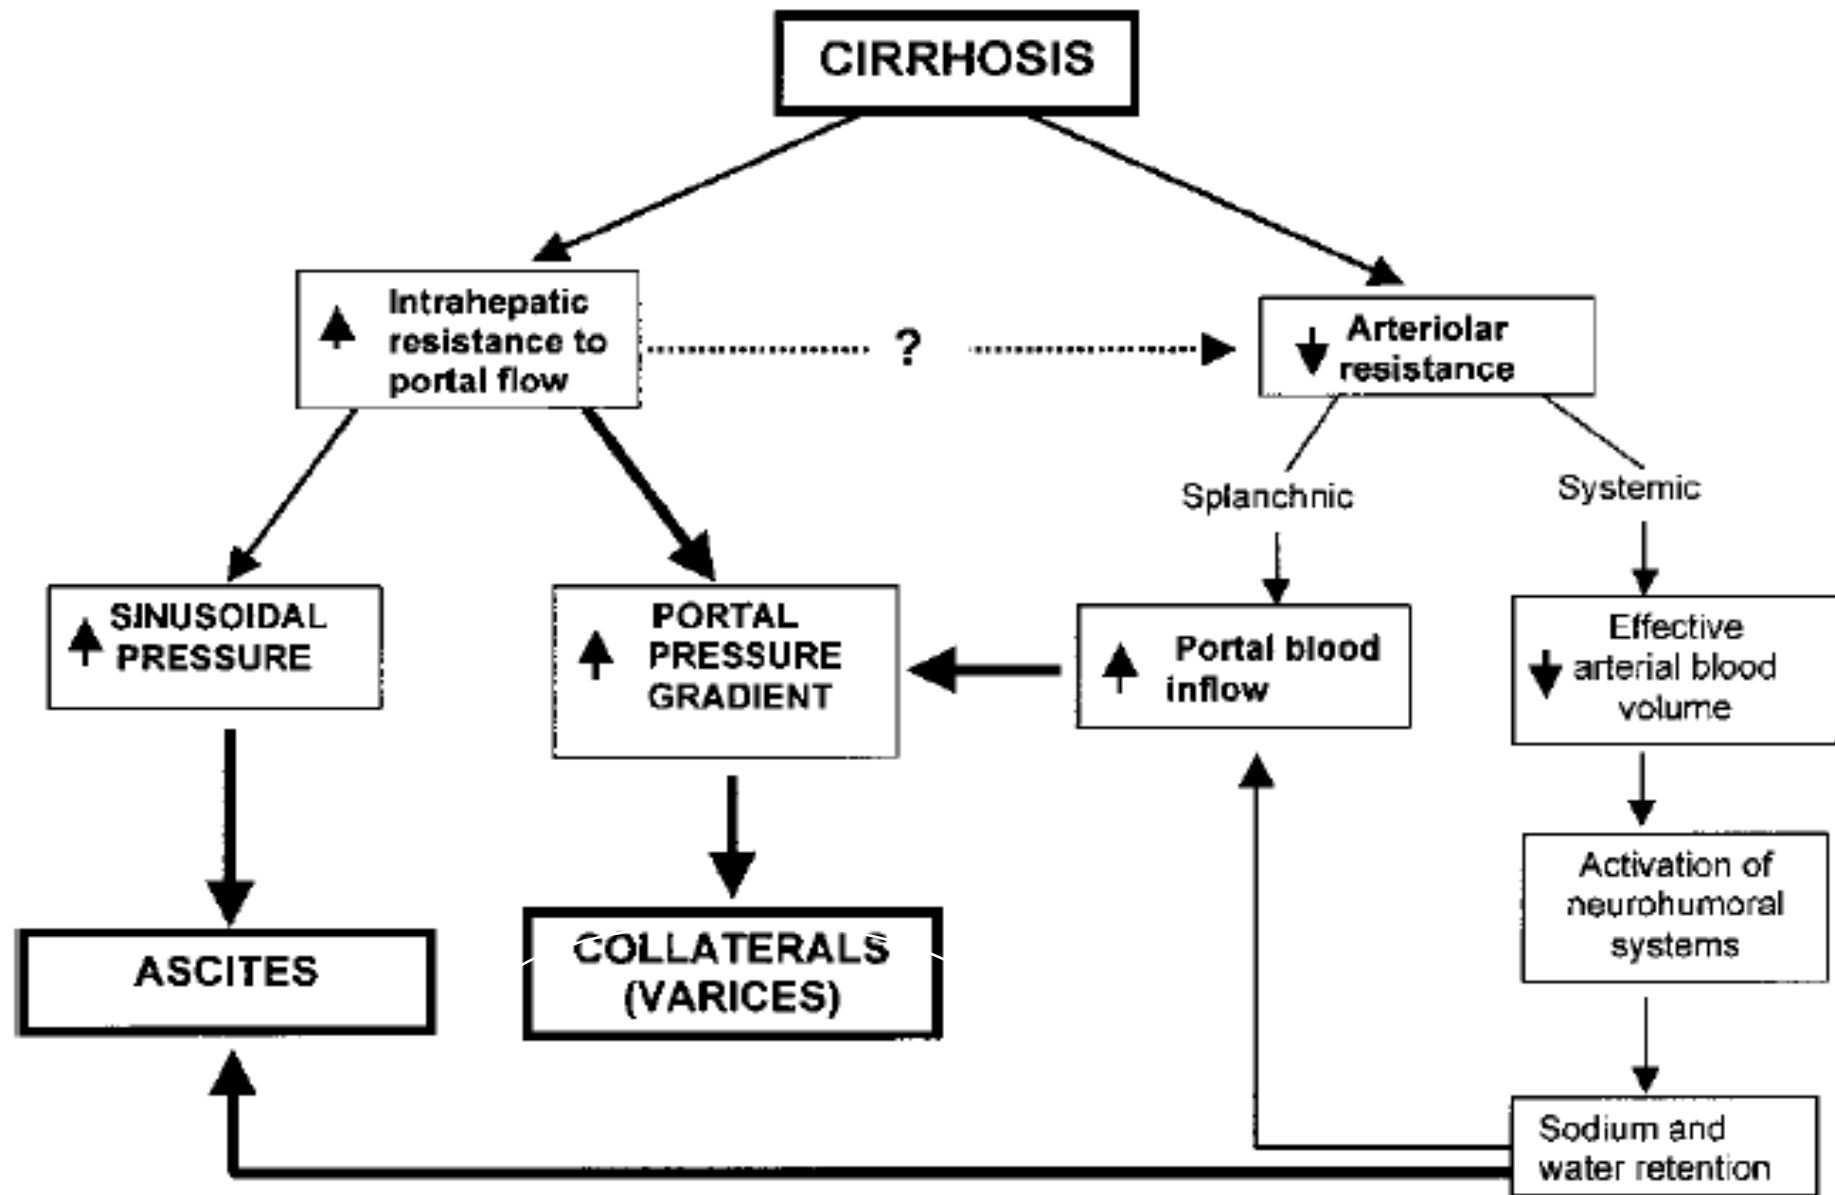 CIRRHOSIS
Intrahepatic
resistance to
portal flow
?
Arteriolar
resistance
Splanchnic
Systemic
SINUSOIDAL
PRESSURE
PORTAL
PRESSURE
GRADIENT
Portal blood
inflow
Effective
arterial blood
volume
Activation of
neurohumoral
systems
ASCITES
COLLATERALS
(VARICES)
Sodium and
water retention